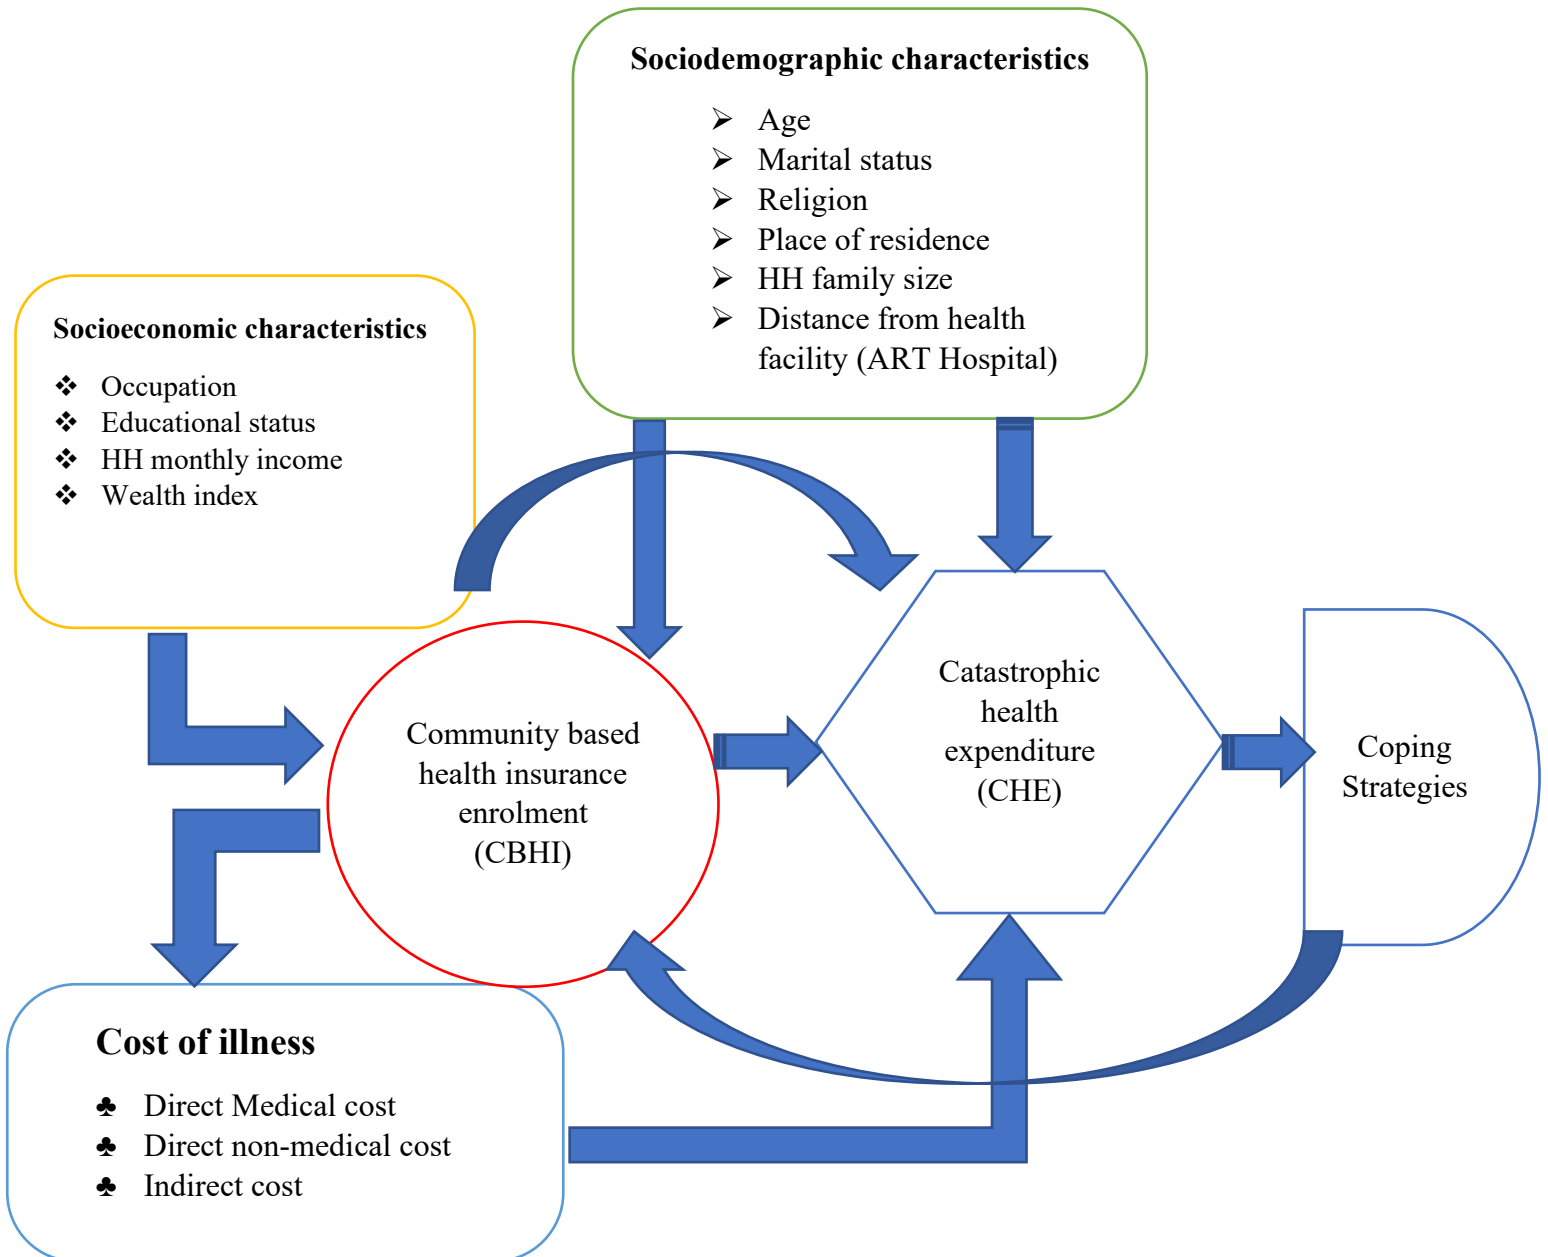 Sociodemographic characteristics
➢ Age
➢ Marital status
➢ Religion
➢ Place of residence
➢ HH family size
➢ Distance from health
facility (ART Hospital)
Socioeconomic characteristics
❖ Occupation
❖ Educational status
❖ HH monthly income
❖ Wealth index
Community based
health insurance
enrolment
(CBHI)
Catastrophic
health
expenditure
(CHE)
Coping
Strategies
Cost of illness
♣ Direct Medical cost
♣ Direct non-medical cost
♣ Indirect cost